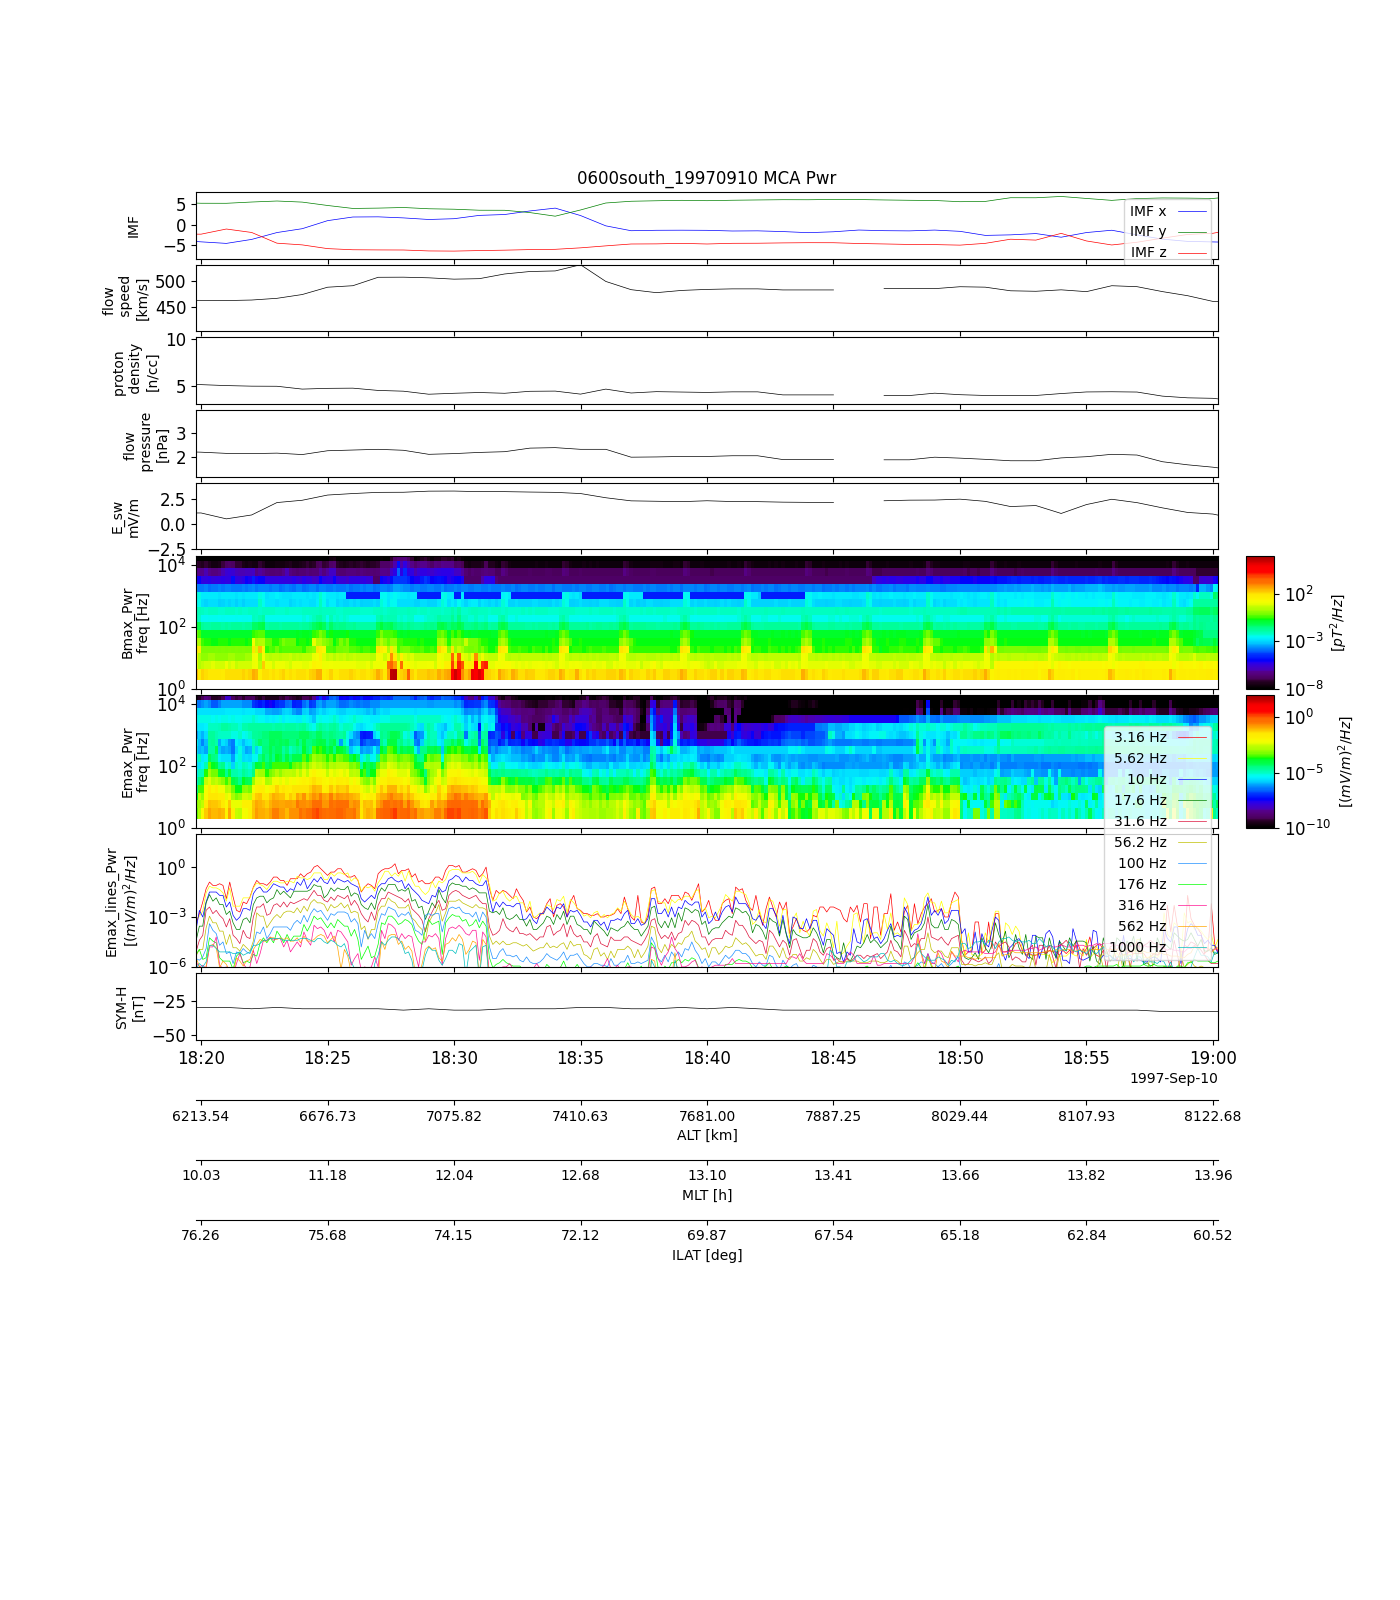 0600south_19970910 MCA Pwr
5
0
−5
IMF
IMF x
IMF y
IMF z
500
450
flow
speed
[km/s]
10
5
proton
density
[n/cc]
3
2
flow
pressure
[nPa]
2.5
0.0
−2.5
E_sw
mV/m
10^4
10^2
10^0
Bmax_Pwr
freq [Hz]
10^2
10^−3
10^−8
[pT^2/Hz]
10^4
10^2
10^0
Emax_Pwr
freq [Hz]
10^0
10^−5
10^−10
[(mV/m)^2/Hz]
3.16 Hz
5.62 Hz
10 Hz
17.6 Hz
31.6 Hz
56.2 Hz
100 Hz
176 Hz
316 Hz
562 Hz
1000 Hz
10^0
10^−3
10^−6
Emax_lines_Pwr
[(mV/m)^2/Hz]
−25
−50
SYM-H
[nT]
18:20 18:25 18:30 18:35 18:40 18:45 18:50 18:55 19:00
1997-Sep-10
6213.54 6676.73 7075.82 7410.63 7681.00 7887.25 8029.44 8107.93 8122.68
ALT [km]
10.03 11.18 12.04 12.68 13.10 13.41 13.66 13.82 13.96
MLT [h]
76.26 75.68 74.15 72.12 69.87 67.54 65.18 62.84 60.52
ILAT [deg]